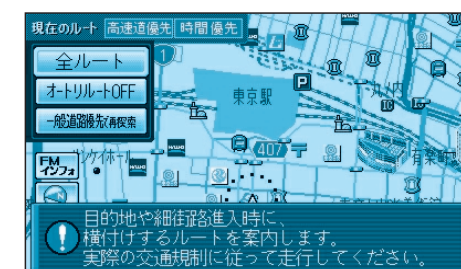 現在のルート 高速道優先 時間優先
全ルート
オートリルートOFF
一般道路優先で再探索
東京駅
P
407
FM
インフォ
目的地や細街路進入時に、
横付けするルートを案内します。
実際の交通規制に従って走行してください。